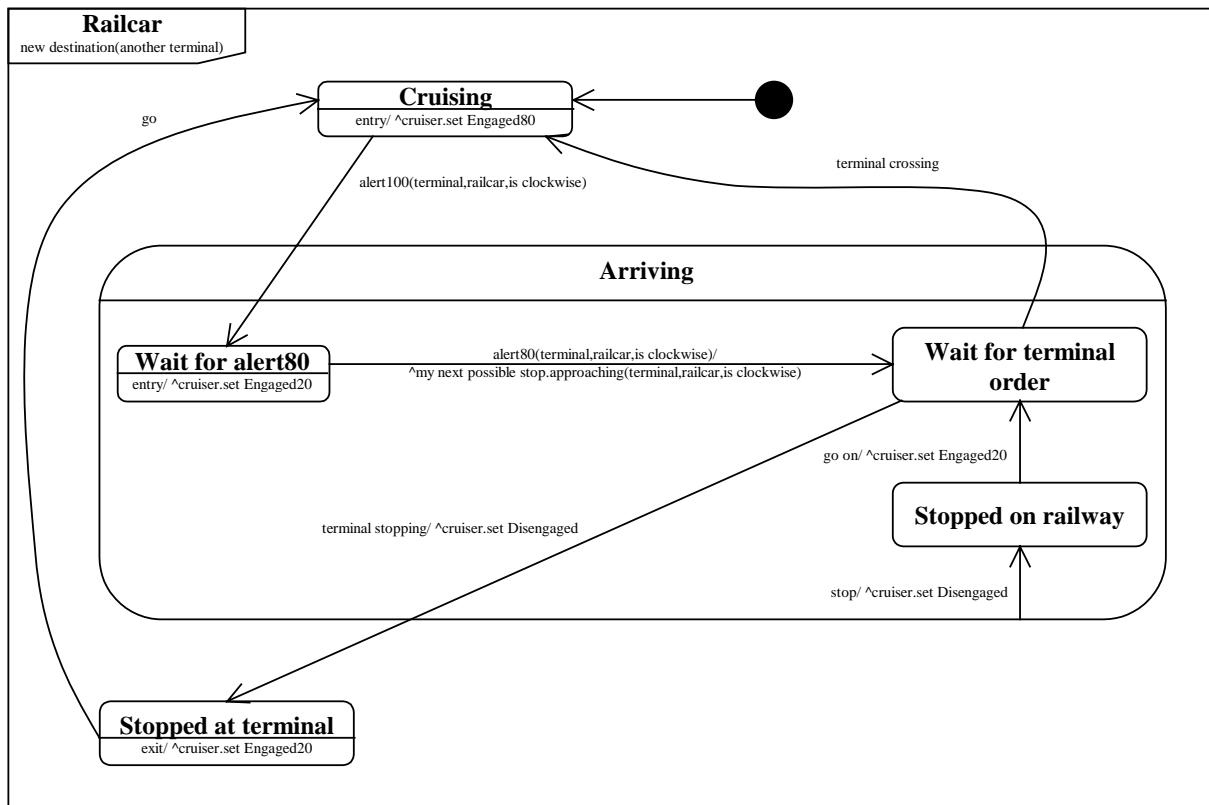 Railcar
new destination(another terminal)
Cruising
entry/ ^cruiser.set Engaged80
go
terminal crossing
alert100(terminal,railcar,is clockwise)
Arriving
Wait for alert80
entry/ ^cruiser.set Engaged20
alert80(terminal,railcar,is clockwise)/
^my next possible stop.approaching(terminal,railcar,is clockwise)
Wait for terminal
order
go on/ ^cruiser.set Engaged20
Stopped on railway
terminal stopping/ ^cruiser.set Disengaged
stop/ ^cruiser.set Disengaged
Stopped at terminal
exit/ ^cruiser.set Engaged20